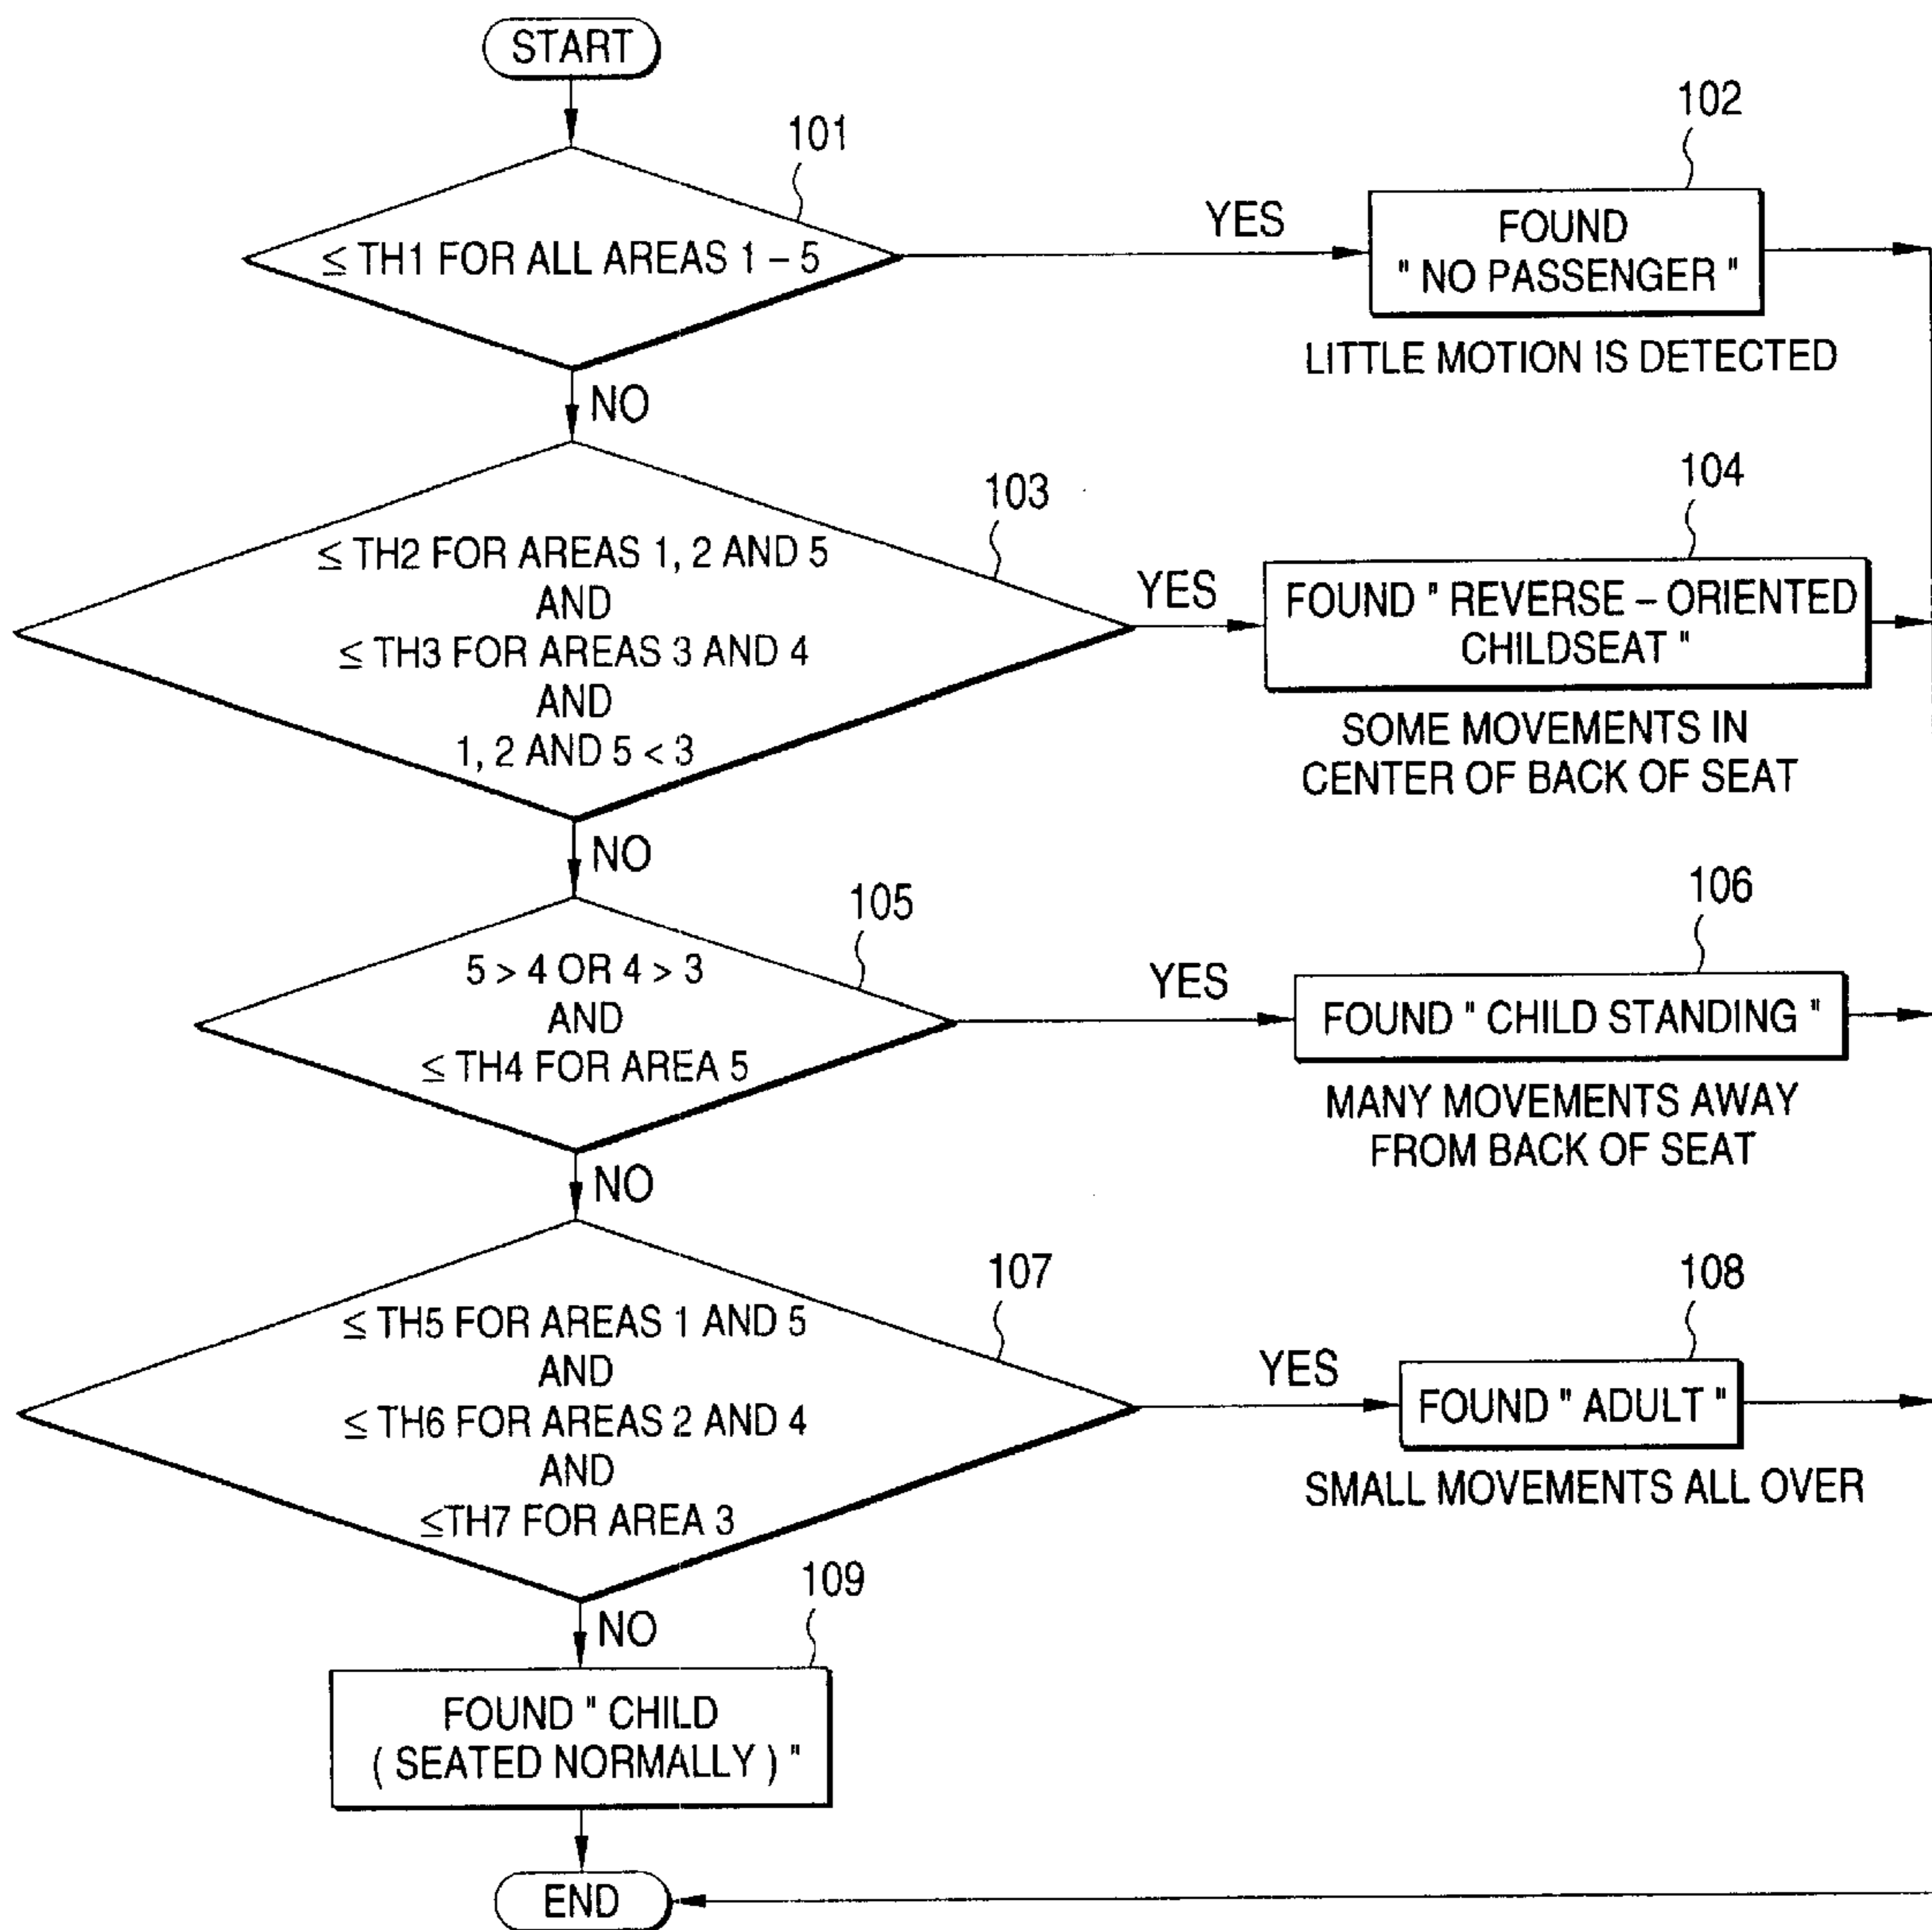 START
101
≤ TH1 FOR ALL AREAS 1 – 5
YES
102
FOUND
" NO PASSENGER "
LITTLE MOTION IS DETECTED
NO
103
≤ TH2 FOR AREAS 1, 2 AND 5
AND
≤ TH3 FOR AREAS 3 AND 4
AND
1, 2 AND 5 < 3
YES
104
FOUND " REVERSE – ORIENTED
CHILDSEAT "
SOME MOVEMENTS IN
CENTER OF BACK OF SEAT
NO
105
5 > 4 OR 4 > 3
AND
≤ TH4 FOR AREA 5
YES
106
FOUND " CHILD STANDING "
MANY MOVEMENTS AWAY
FROM BACK OF SEAT
NO
107
≤ TH5 FOR AREAS 1 AND 5
AND
≤ TH6 FOR AREAS 2 AND 4
AND
≤TH7 FOR AREA 3
YES
108
FOUND " ADULT "
SMALL MOVEMENTS ALL OVER
NO
109
FOUND " CHILD
( SEATED NORMALLY ) "
END